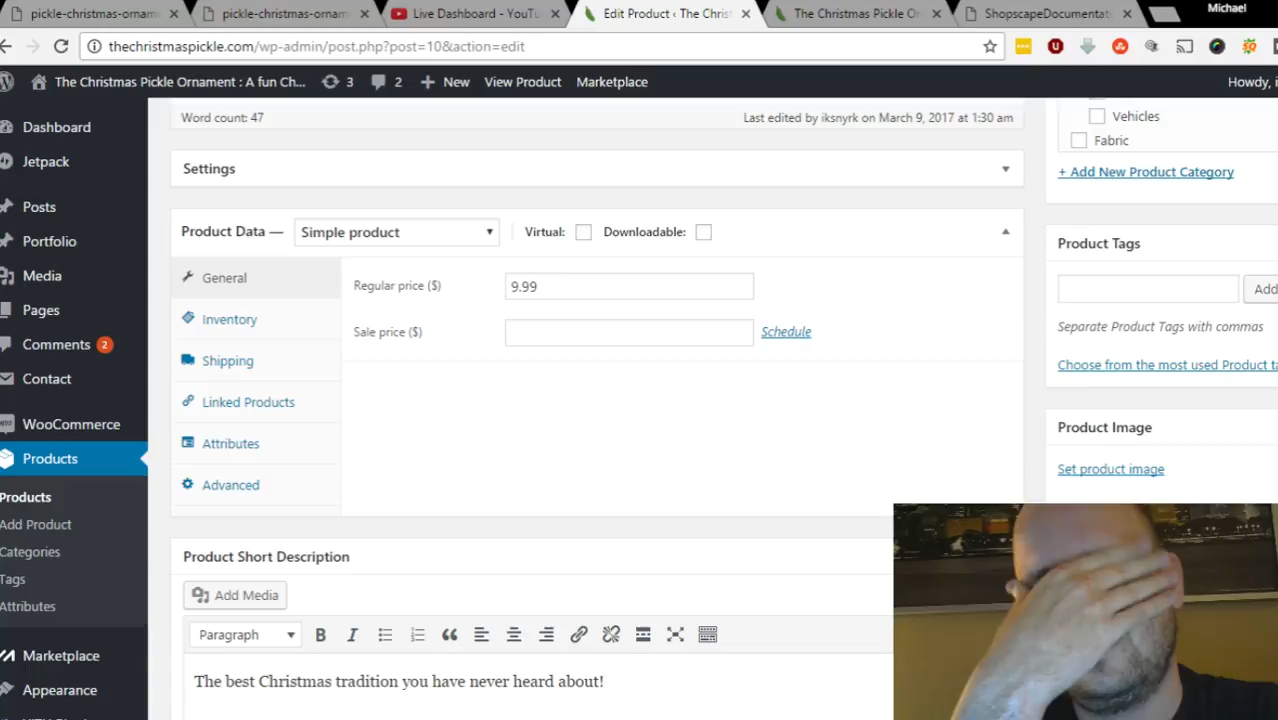 pickle-christmas-ornam
pickle-christmas-ornam
Live Dashboard - YouTu
Edit Product ‹ The Chris
The Christmas Pickle Or
ShopscapeDocumentat
Michael
thechristmaspickle.com/wp-admin/post.php?post=10&action=edit
The Christmas Pickle Ornament : A fun Ch... 3 2 New View Product Marketplace Howdy, i
Dashboard
Jetpack
Posts
Portfolio
Media
Pages
Comments 2
Contact
WooCommerce
Products
Products
Add Product
Categories
Tags
Attributes
Marketplace
Appearance
Word count: 47 Last edited by iksnyrk on March 9, 2017 at 1:30 am
Settings
Product Data — Simple product Virtual: Downloadable:
General
Inventory
Shipping
Linked Products
Attributes
Advanced
Regular price ($) 9.99
Sale price ($) Schedule
Product Short Description
Add Media
Paragraph B I
The best Christmas tradition you have never heard about!
Vehicles
Fabric
+ Add New Product Category
Product Tags
Add
Separate Product Tags with commas
Choose from the most used Product ta
Product Image
Set product image